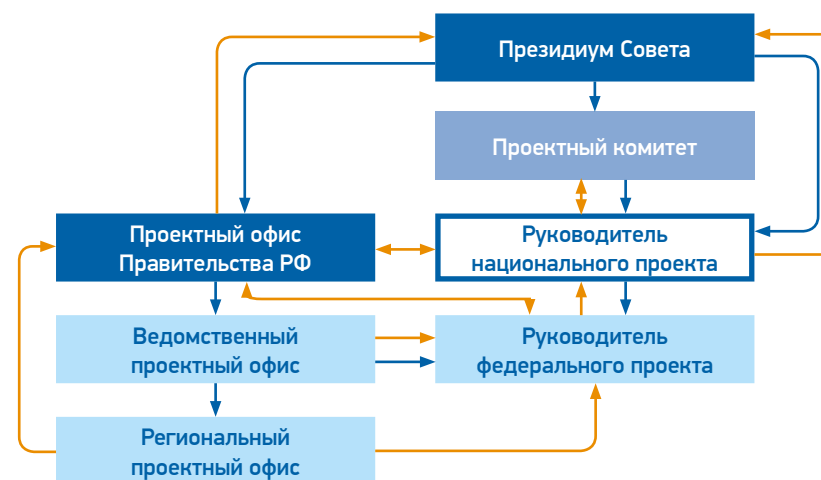 Президиум Совета
Проектный комитет
Проектный офис
Правительства РФ
Руководитель
национального проекта
Ведомственный
проектный офис
Руководитель
федерального проекта
Региональный
проектный офис